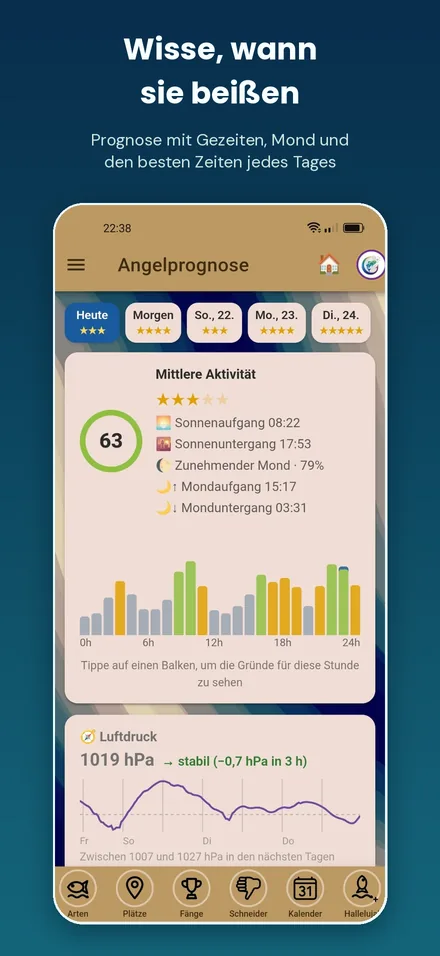 Wisse, wann
sie beißen
Prognose mit Gezeiten, Mond und
den besten Zeiten jedes Tages
22:38
Angelprognose
Heute Morgen So., 22. Mo., 23. Di., 24.
Mittlere Aktivität
63
Sonnenaufgang 08:22
Sonnenuntergang 17:53
Zunehmender Mond · 79%
↑ Mondaufgang 15:17
↓ Monduntergang 03:31
0h 6h 12h 18h 24h
Tippe auf einen Balken, um die Gründe für diese Stunde
zu sehen
Luftdruck
1019 hPa → stabil (−0,7 hPa in 3 h)
Fr So Di Do
Zwischen 1007 und 1027 hPa in den nächsten Tagen
31
Arten Plätze Fänge Schneider Kalender